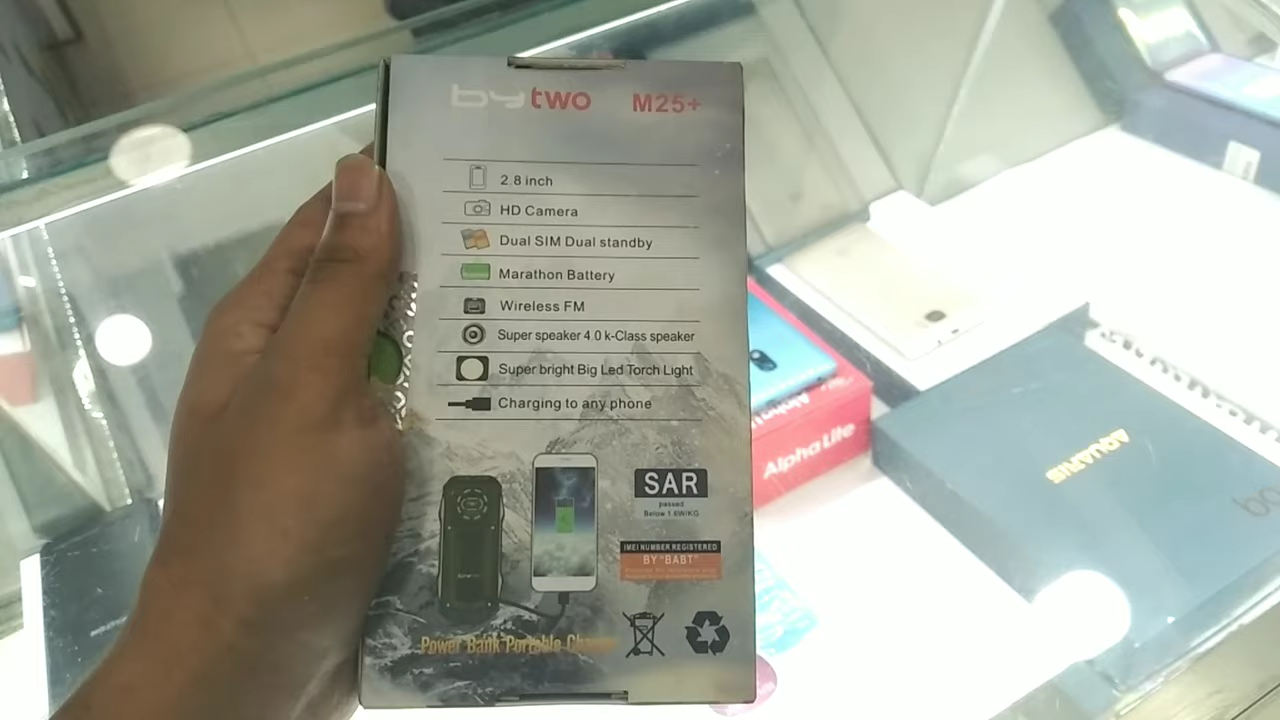 bytwo M25+
2.8 inch
HD Camera
Dual SIM Dual standby
Marathon Battery
Wireless FM
Super speaker 4.0 k-Class speaker
Super bright Big Led Torch Light
Charging to any phone
SAR
passed
Below 1.6W/KG
IMEI NUMBER REGISTERED
BY "BABT"
Power Bank Portable
Alpha Lite
AQUARIS
bq